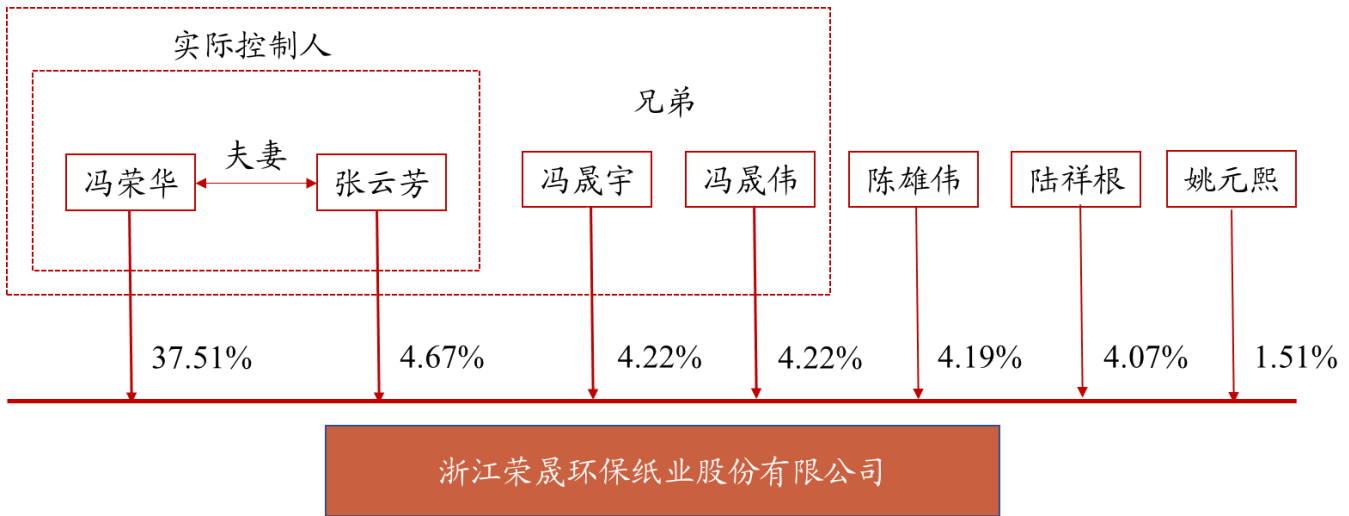 实际控制人
兄弟
夫妻
冯荣华
张云芳
冯晟宇
冯晟伟
陈雄伟
陆祥根
姚元熙
37.51%
4.67%
4.22%
4.22%
4.19%
4.07%
1.51%
浙江荣晟环保纸业股份有限公司